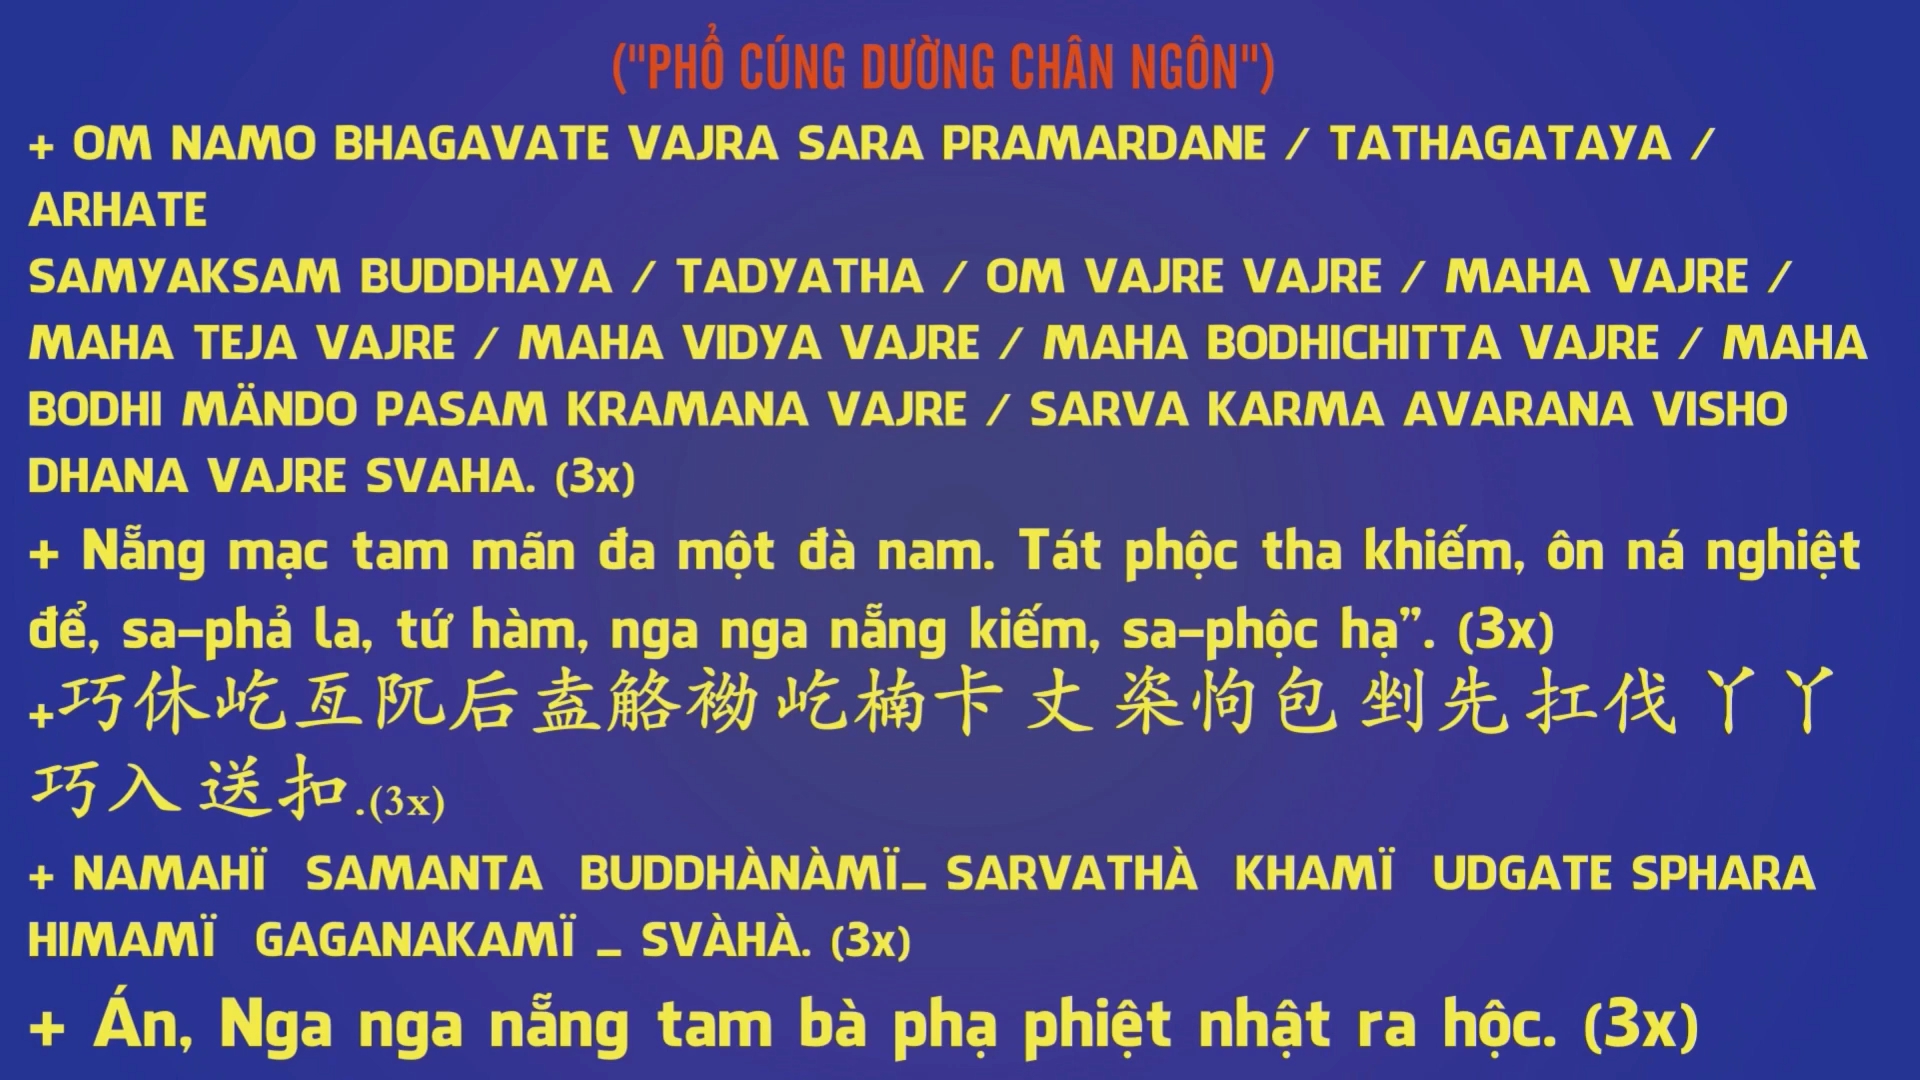 ("PHỔ CÚNG DƯỜNG CHÂN NGÔN")
+ OM NAMO BHAGAVATE VAJRA SARA PRAMARDANE / TATHAGATAYA /
ARHATE
SAMYAKSAM BUDDHAYA / TADYATHA / OM VAJRE VAJRE / MAHA VAJRE /
MAHA TEJA VAJRE / MAHA VIDYA VAJRE / MAHA BODHICHITTA VAJRE / MAHA
BODHI MÄNDO PASAM KRAMANA VAJRE / SARVA KARMA AVARANA VISHO
DHANA VAJRE SVAHA. (3x)
+ Nẵng mạc tam mãn đa một đà nam. Tát phộc tha khiếm, ôn ná nghiệt
để, sa-phả la, tứ hàm, nga nga nẵng kiếm, sa-phộc hạ”. (3x)
+巧休屹亙阢后盍觡袎屹楠卡丈粢怐包剉先扛伐丫丫
巧入送扣.(3x)
+ NAMAHÏ SAMANTA BUDDHÀNÀMÏ_ SARVATHÀ KHAMÏ UDGATE SPHARA
HIMAMÏ GAGANAKAMÏ _ SVÀHÀ. (3x)
+ Án, Nga nga nẵng tam bà phạ phiệt nhật ra hộc. (3x)